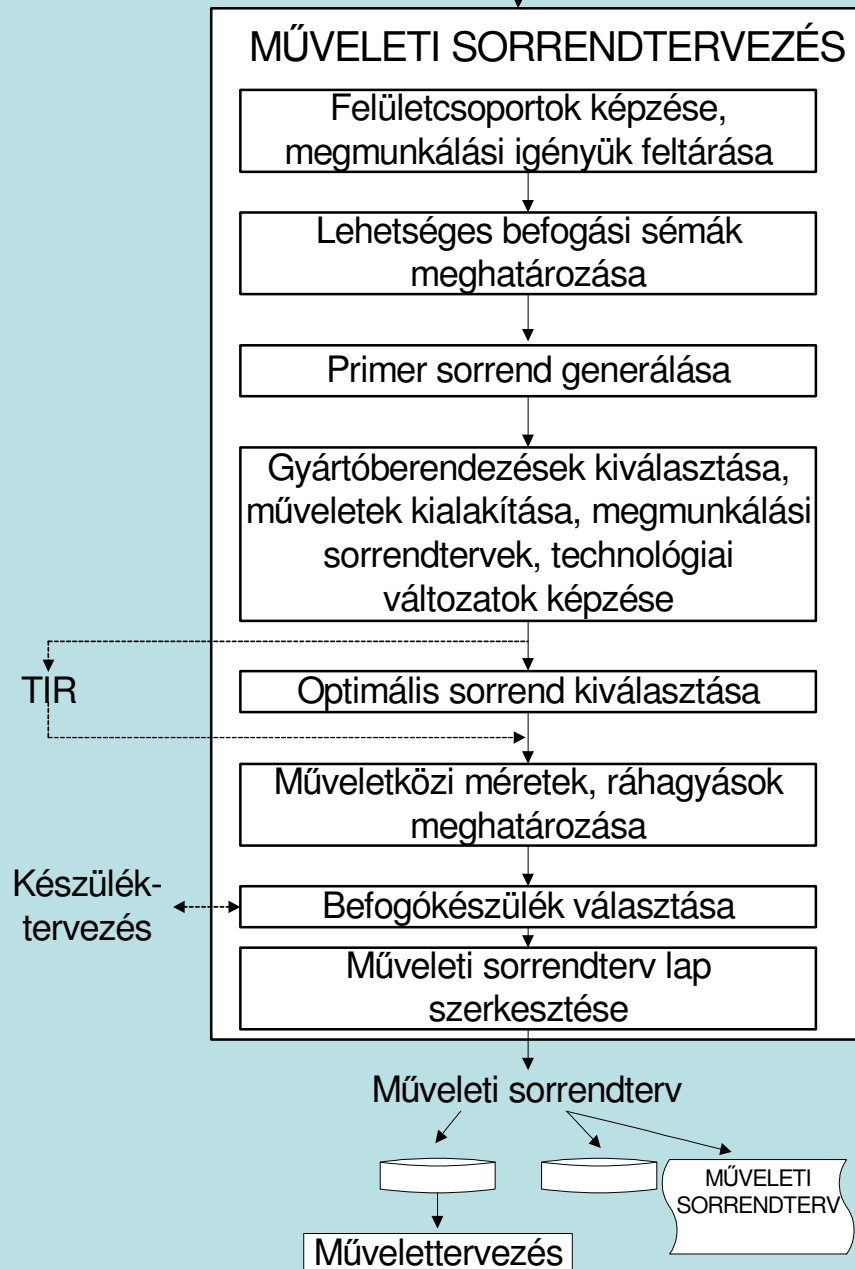 MŰVELETI SORRENDTERVEZÉS
Felületcsoportok képzése,
megmunkálási igényük feltárása
Lehetséges befogási sémák
meghatározása
Primer sorrend generálása
Gyártóberendezések kiválasztása,
műveletek kialakítása, megmunkálási
sorrendtervek, technológiai
változatok képzése
TIR
Optimális sorrend kiválasztása
Műveletközi méretek, ráhagyások
meghatározása
Készülék-
tervezés
Befogókészülék választása
Műveleti sorrendterv lap
szerkesztése
Műveleti sorrendterv
MŰVELETI
SORRENDTERV
Művelettervezés